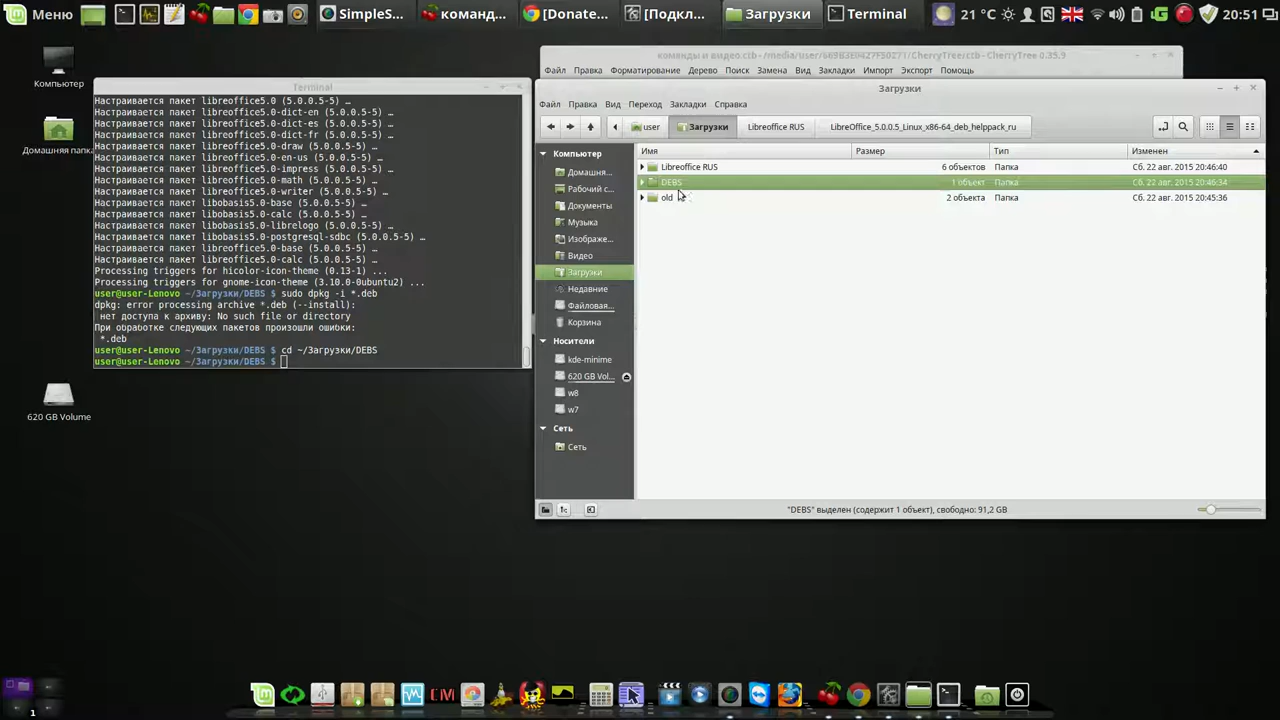 Меню
SimpleS...
команд...
[Donate...
[Подкл...
Загрузки
Terminal
21 °C
20:51
Компьютер
Домашняя папка
620 GB Volume
Terminal
Настраивается пакет libreoffice5.0 (5.0.0.5-5) …
Настраивается пакет libreoffice5.0-dict-en (5.0.0.5-5) …
Настраивается пакет libreoffice5.0-dict-es (5.0.0.5-5) …
Настраивается пакет libreoffice5.0-dict-fr (5.0.0.5-5) …
Настраивается пакет libreoffice5.0-draw (5.0.0.5-5) …
Настраивается пакет libreoffice5.0-en-us (5.0.0.5-5) …
Настраивается пакет libreoffice5.0-impress (5.0.0.5-5) …
Настраивается пакет libreoffice5.0-math (5.0.0.5-5) …
Настраивается пакет libreoffice5.0-writer (5.0.0.5-5) …
Настраивается пакет libobasis5.0-base (5.0.0.5-5) …
Настраивается пакет libobasis5.0-calc (5.0.0.5-5) …
Настраивается пакет libobasis5.0-librelogo (5.0.0.5-5) …
Настраивается пакет libobasis5.0-postgresql-sdbc (5.0.0.5-5) …
Настраивается пакет libreoffice5.0-base (5.0.0.5-5) …
Настраивается пакет libreoffice5.0-calc (5.0.0.5-5) …
Processing triggers for hicolor-icon-theme (0.13-1) ...
Processing triggers for gnome-icon-theme (3.10.0-0ubuntu2) ...
user@user-Lenovo ~/Загрузки/DEBS $ sudo dpkg -i *.deb
dpkg: error processing archive *.deb (--install):
нет доступа к архиву: No such file or directory
При обработке следующих пакетов произошли ошибки:
*.deb
user@user-Lenovo ~/Загрузки/DEBS $ cd ~/Загрузки/DEBS
user@user-Lenovo ~/Загрузки/DEBS $
Файл Правка Форматирование Дерево Поиск Замена Вид Закладки Импорт Экспорт Помощь
Загрузки
Файл Правка Вид Переход Закладки Справка
user Загрузки Libreoffice RUS LibreOffice_5.0.0.5_Linux_x86-64_deb_helppack_ru
Компьютер
Домашня...
Рабочий с...
Документы
Музыка
Изображе...
Видео
Загрузки
Недавние
Файловая...
Корзина
Носители
kde-minime
620 GB Vol...
w8
w7
Сеть
Сеть
Имя Размер Тип Изменен
Libreoffice RUS 6 объектов Папка Сб. 22 авг. 2015 20:46:40
DEBS 1 объект Папка Сб. 22 авг. 2015 20:46:34
old 2 объекта Папка Сб. 22 авг. 2015 20:45:36
"DEBS" выделен (содержит 1 объект), свободно: 91,2 GB
CM
1